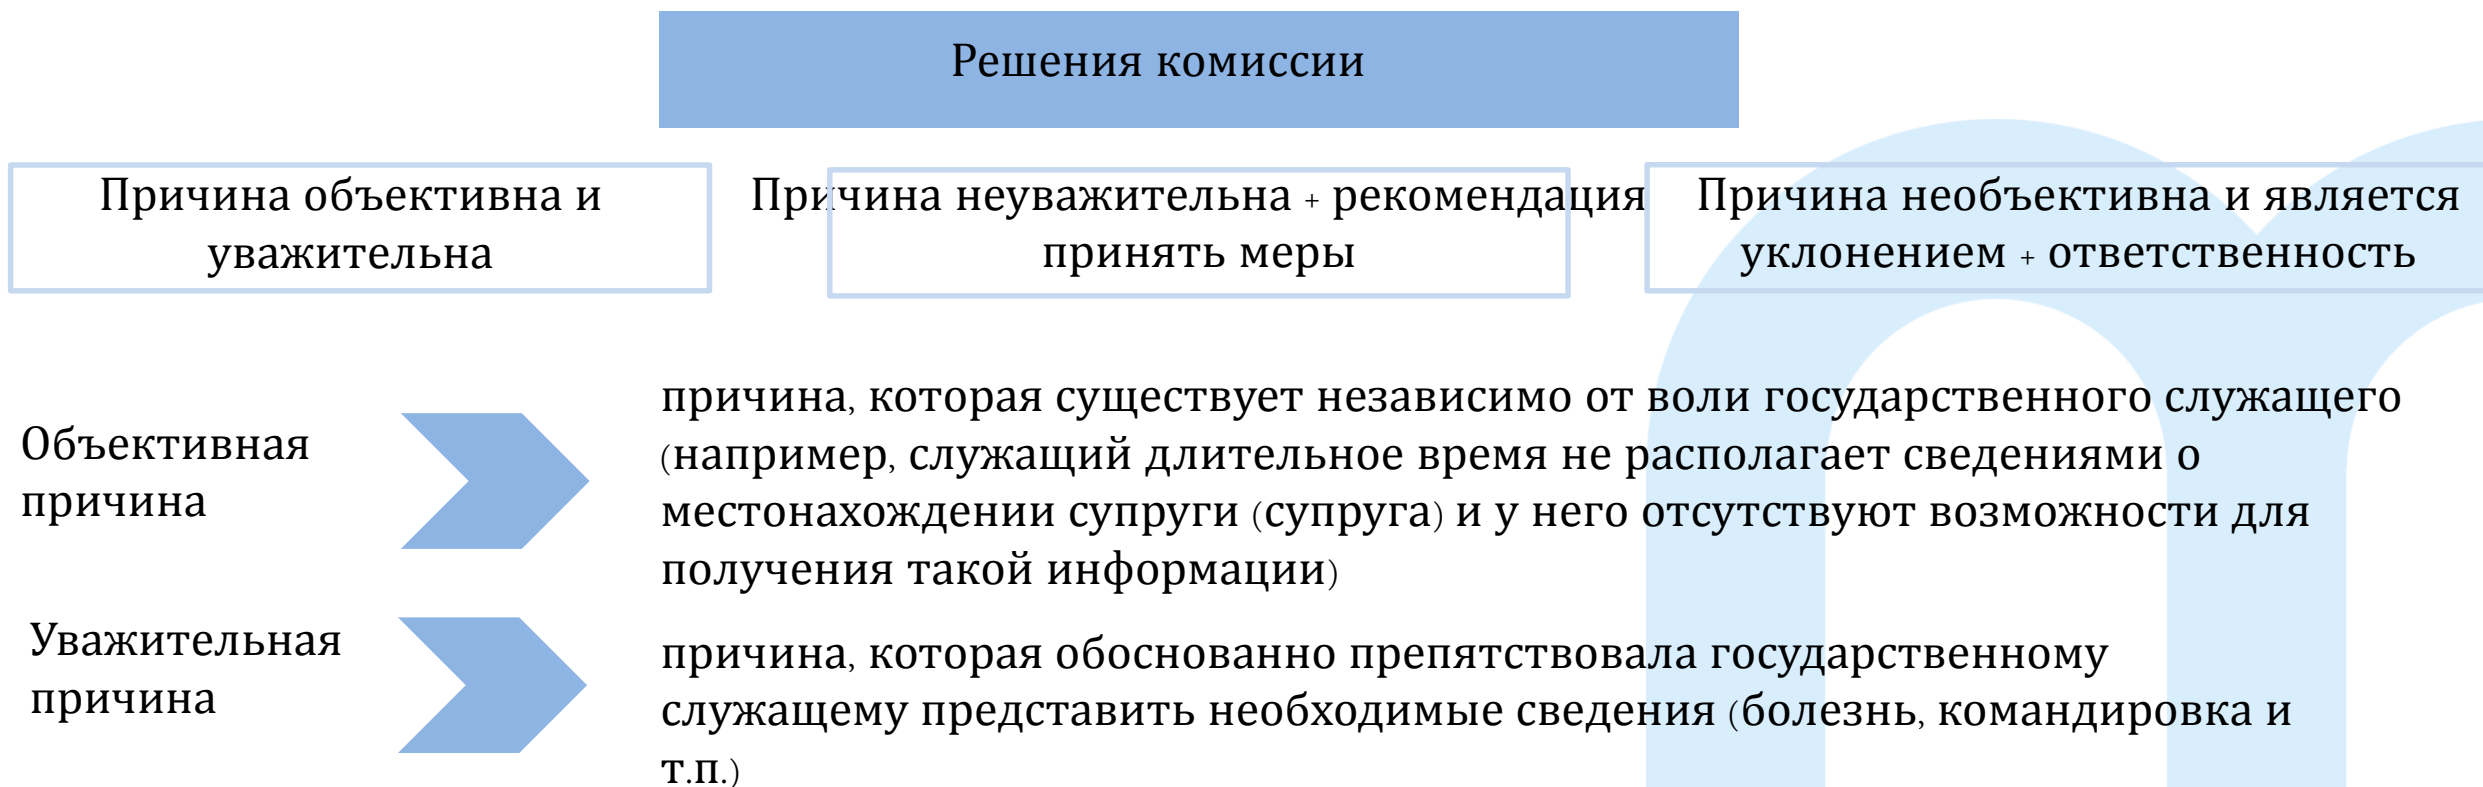 Решения комиссии
Причина объективна и
уважительна
Причина неуважительна + рекомендация
принять меры
Причина необъективна и является
уклонением + ответственность
Объективная
причина
причина, которая существует независимо от воли государственного служащего
(например, служащий длительное время не располагает сведениями о
местонахождении супруги (супруга) и у него отсутствуют возможности для
получения такой информации)
Уважительная
причина
причина, которая обоснованно препятствовала государственному
служащему представить необходимые сведения (болезнь, командировка и
т.п.)